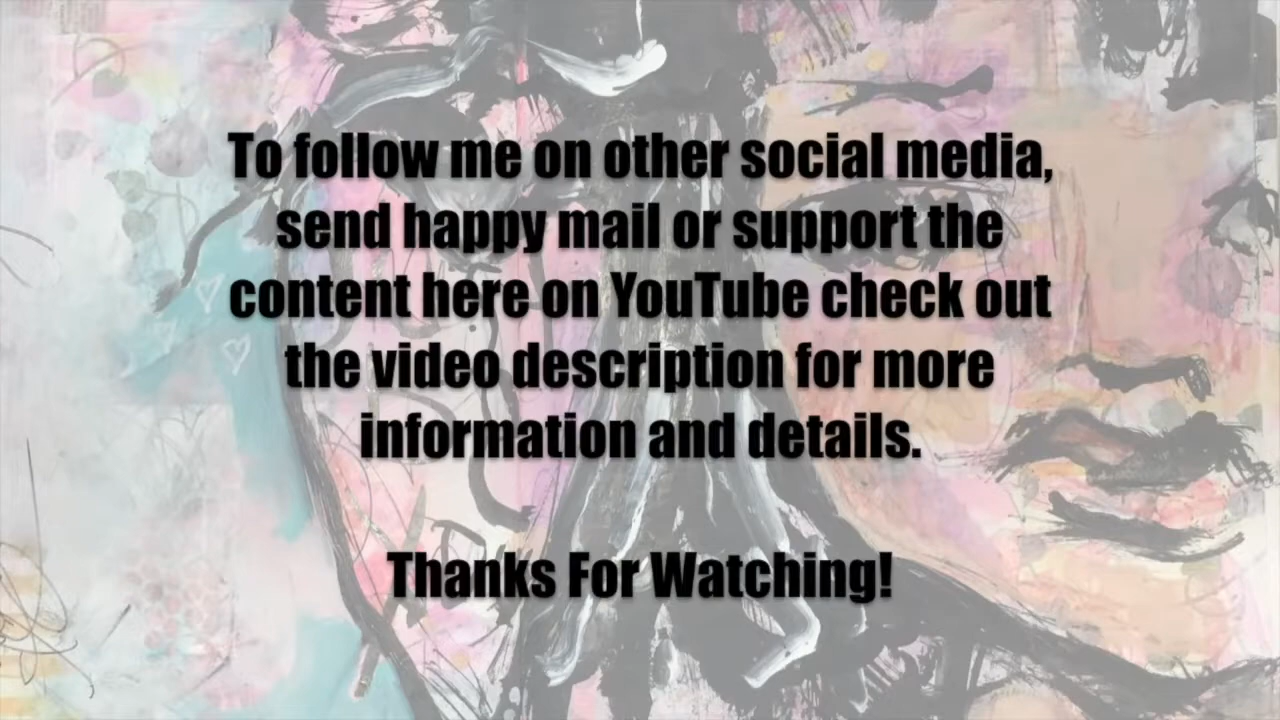 To follow me on other social media,
send happy mail or support the
content here on YouTube check out
the video description for more
information and details.
Thanks For Watching!